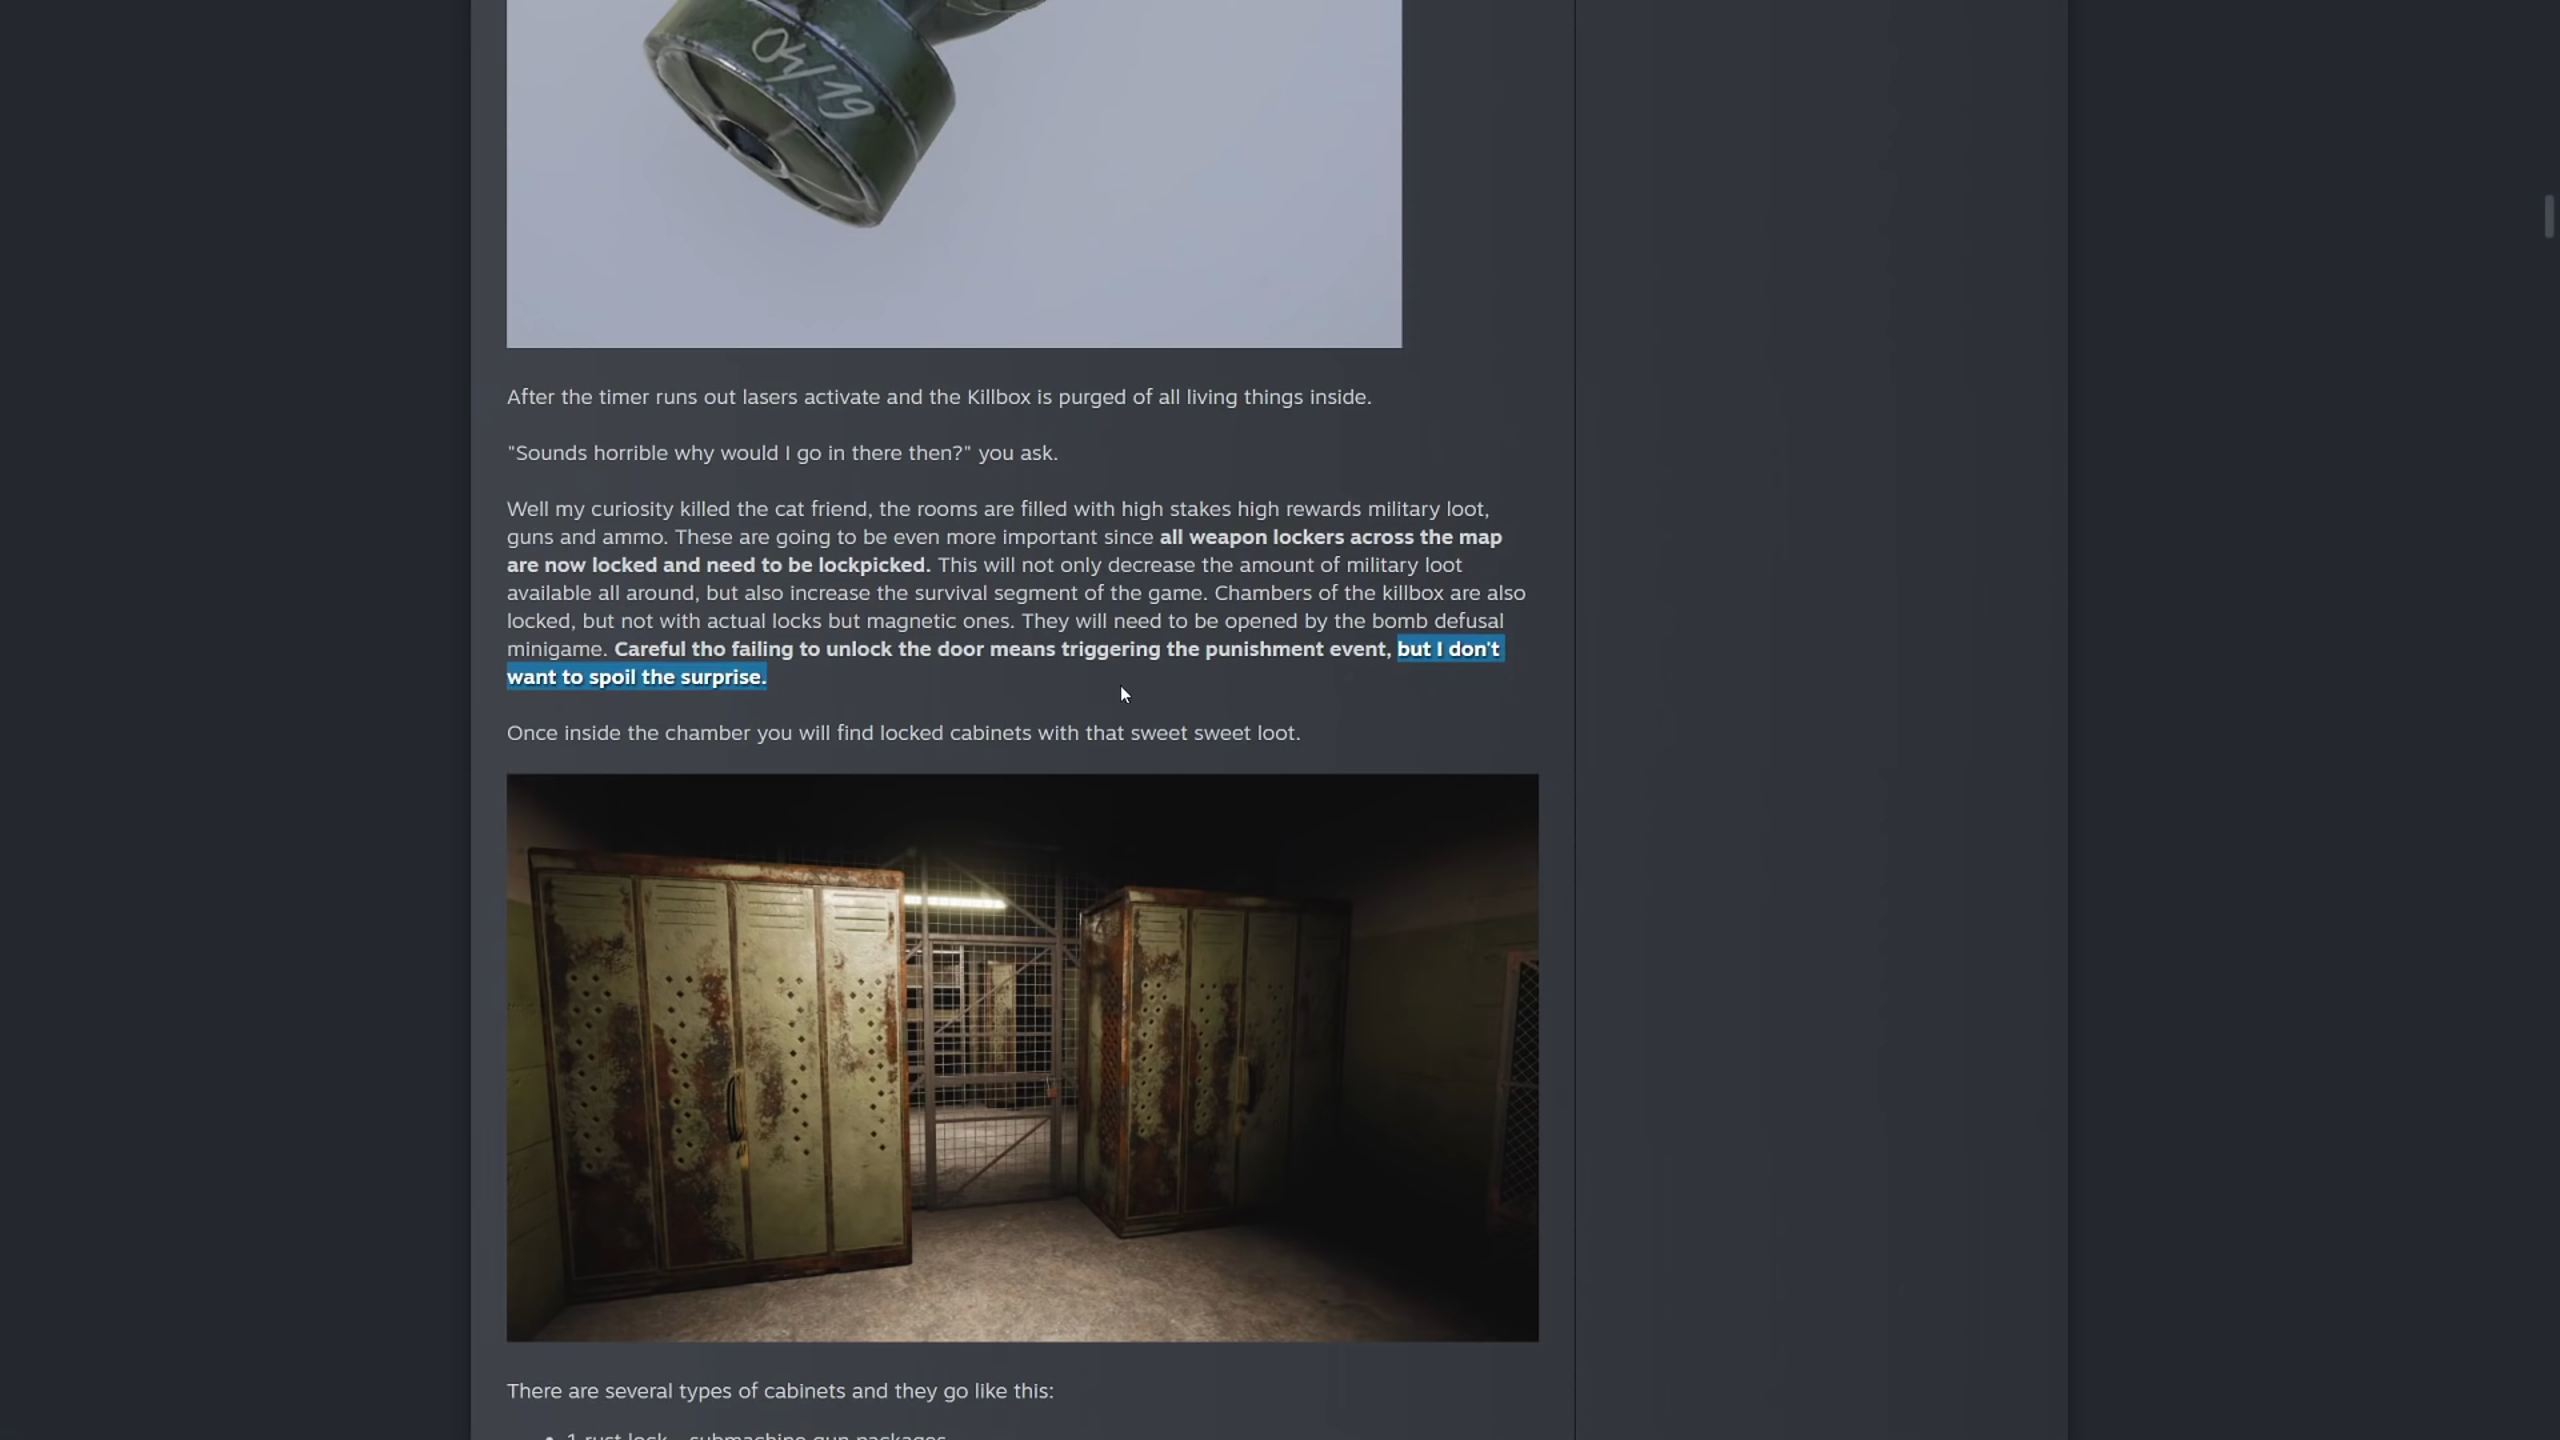 04/19
After the timer runs out lasers activate and the Killbox is purged of all living things inside.
"Sounds horrible why would I go in there then?" you ask.
Well my curiosity killed the cat friend, the rooms are filled with high stakes high rewards military loot,
guns and ammo. These are going to be even more important since all weapon lockers across the map
are now locked and need to be lockpicked. This will not only decrease the amount of military loot
available all around, but also increase the survival segment of the game. Chambers of the killbox are also
locked, but not with actual locks but magnetic ones. They will need to be opened by the bomb defusal
minigame. Careful tho failing to unlock the door means triggering the punishment event, but I don't
want to spoil the surprise.
Once inside the chamber you will find locked cabinets with that sweet sweet loot.
There are several types of cabinets and they go like this:
• 1 rust lock - submachine gun packages